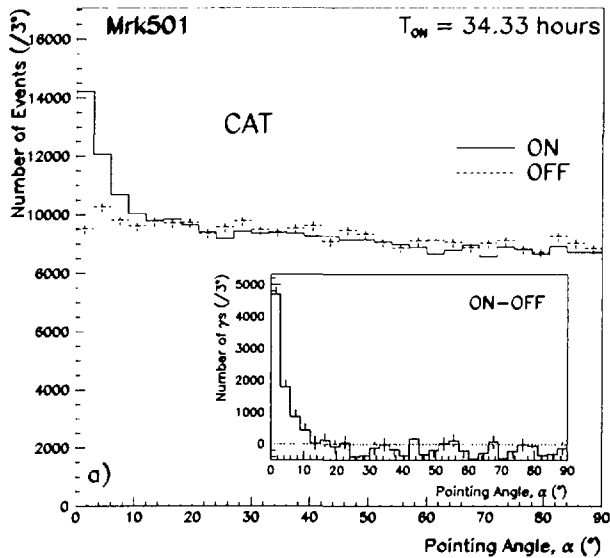 Mrk501
T_ON = 34.33 hours
Number of Events (/3°)
16000
14000
12000
10000
8000
6000
4000
2000
0
CAT
ON
OFF
ON-OFF
Number of γs (/3°)
5000
4000
3000
2000
1000
0
0 10 20 30 40 50 60 70 80 90
Pointing Angle, α (°)
a)
0 10 20 30 40 50 60 70 80 90
Pointing Angle, α (°)